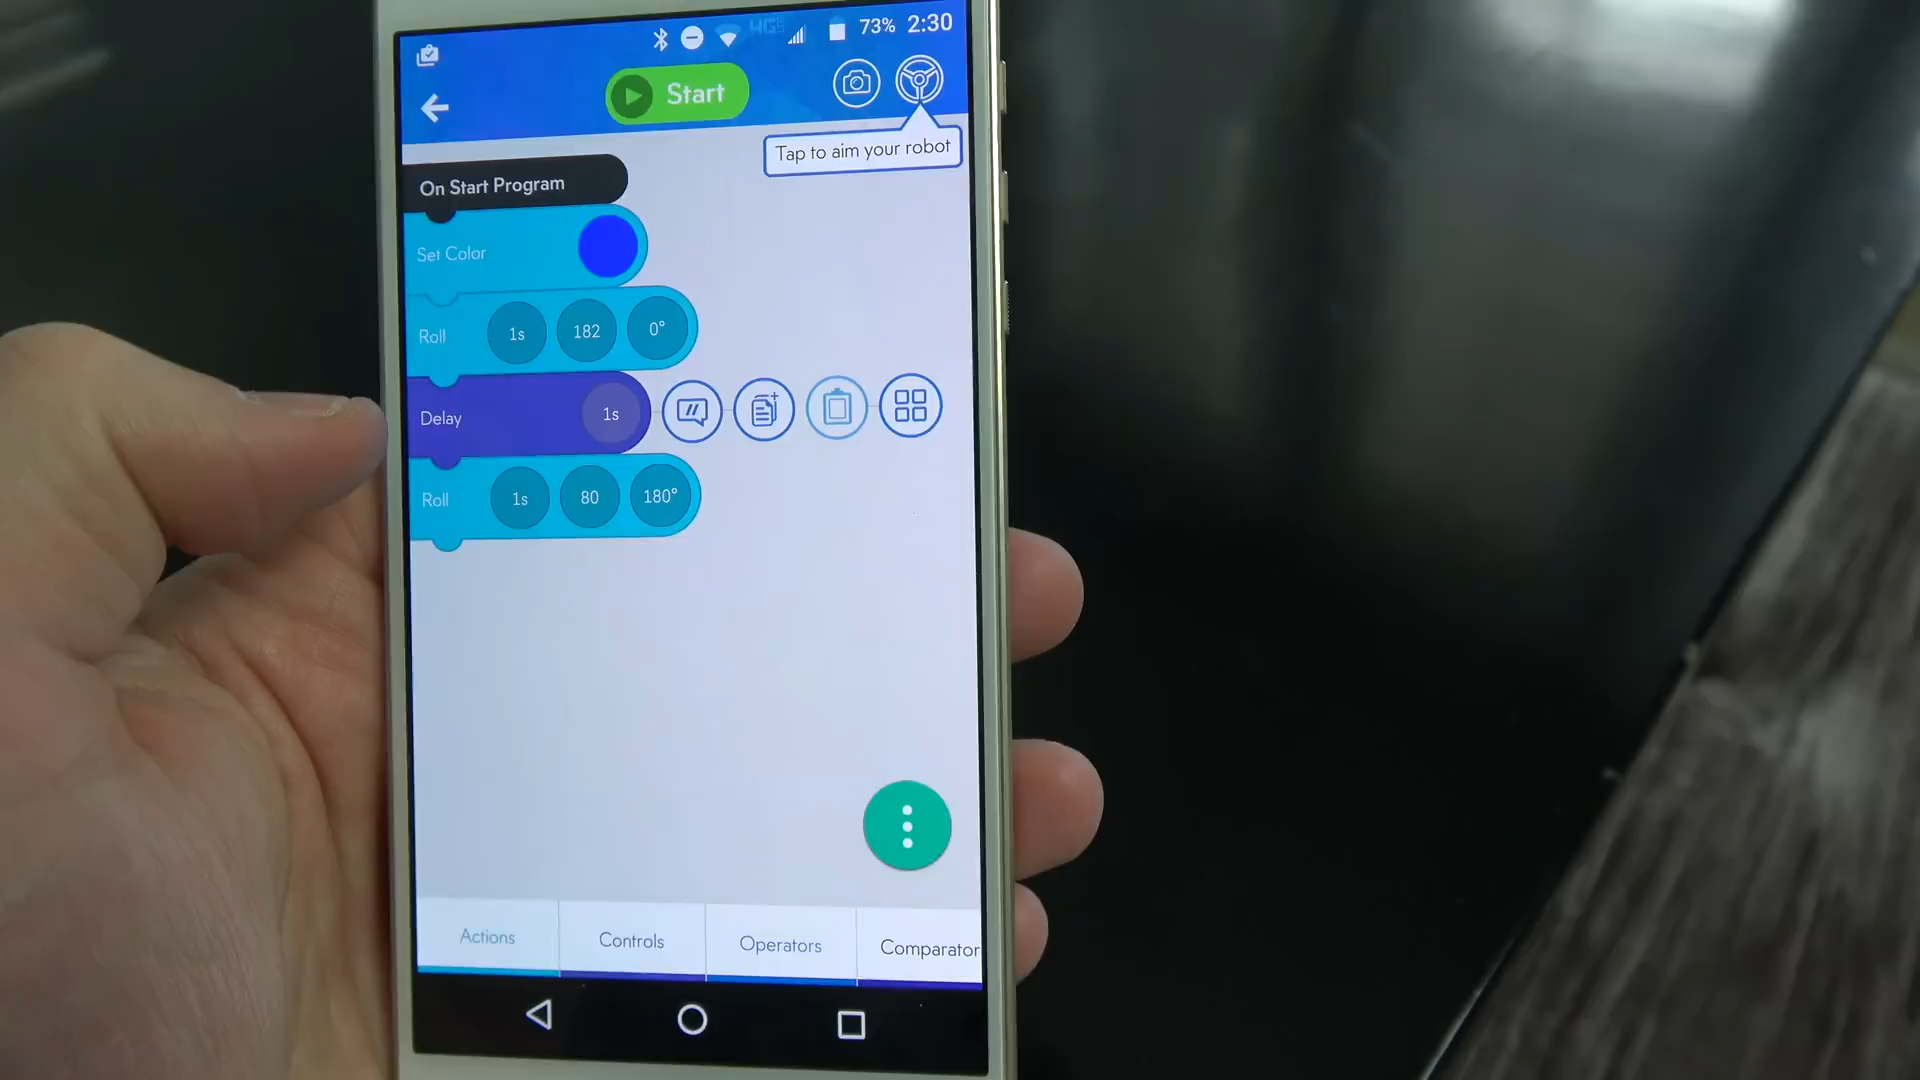 4G 73% 2:30
Start
Tap to aim your robot
On Start Program
Set Color
Roll 1s 182 0°
Delay 1s
Roll 1s 80 180°
Actions Controls Operators Comparator